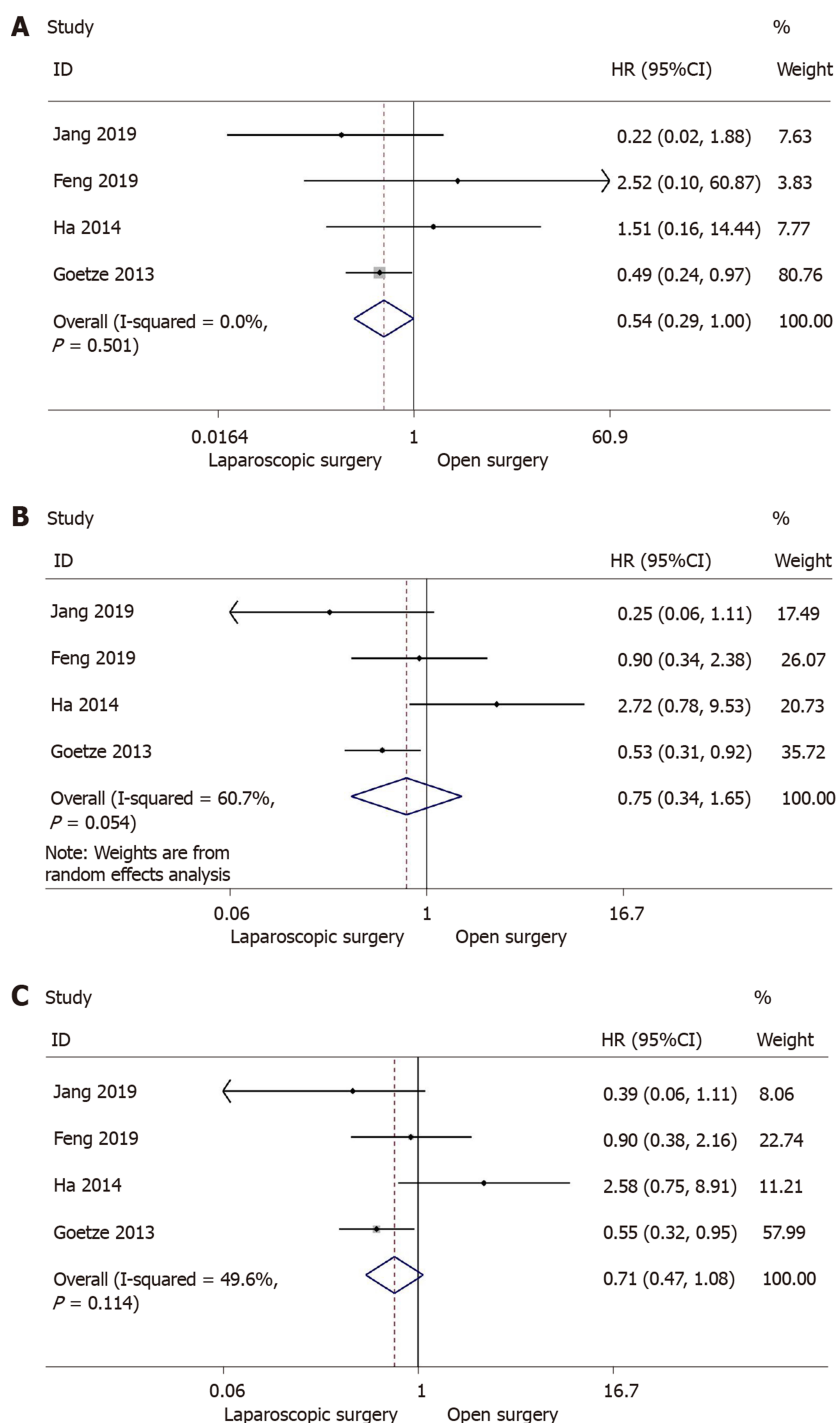 A Study %
ID HR (95%CI) Weight
Jang 2019 0.22 (0.02, 1.88) 7.63
Feng 2019 2.52 (0.10, 60.87) 3.83
Ha 2014 1.51 (0.16, 14.44) 7.77
Goetze 2013 0.49 (0.24, 0.97) 80.76
Overall (I-squared = 0.0%, 0.54 (0.29, 1.00) 100.00
P = 0.501)
0.0164 1 60.9
Laparoscopic surgery Open surgery
B Study %
ID HR (95%CI) Weight
Jang 2019 0.25 (0.06, 1.11) 17.49
Feng 2019 0.90 (0.34, 2.38) 26.07
Ha 2014 2.72 (0.78, 9.53) 20.73
Goetze 2013 0.53 (0.31, 0.92) 35.72
Overall (I-squared = 60.7%, 0.75 (0.34, 1.65) 100.00
P = 0.054)
Note: Weights are from
random effects analysis
0.06 1 16.7
Laparoscopic surgery Open surgery
C Study %
ID HR (95%CI) Weight
Jang 2019 0.39 (0.06, 1.11) 8.06
Feng 2019 0.90 (0.38, 2.16) 22.74
Ha 2014 2.58 (0.75, 8.91) 11.21
Goetze 2013 0.55 (0.32, 0.95) 57.99
Overall (I-squared = 49.6%, 0.71 (0.47, 1.08) 100.00
P = 0.114)
0.06 1 16.7
Laparoscopic surgery Open surgery